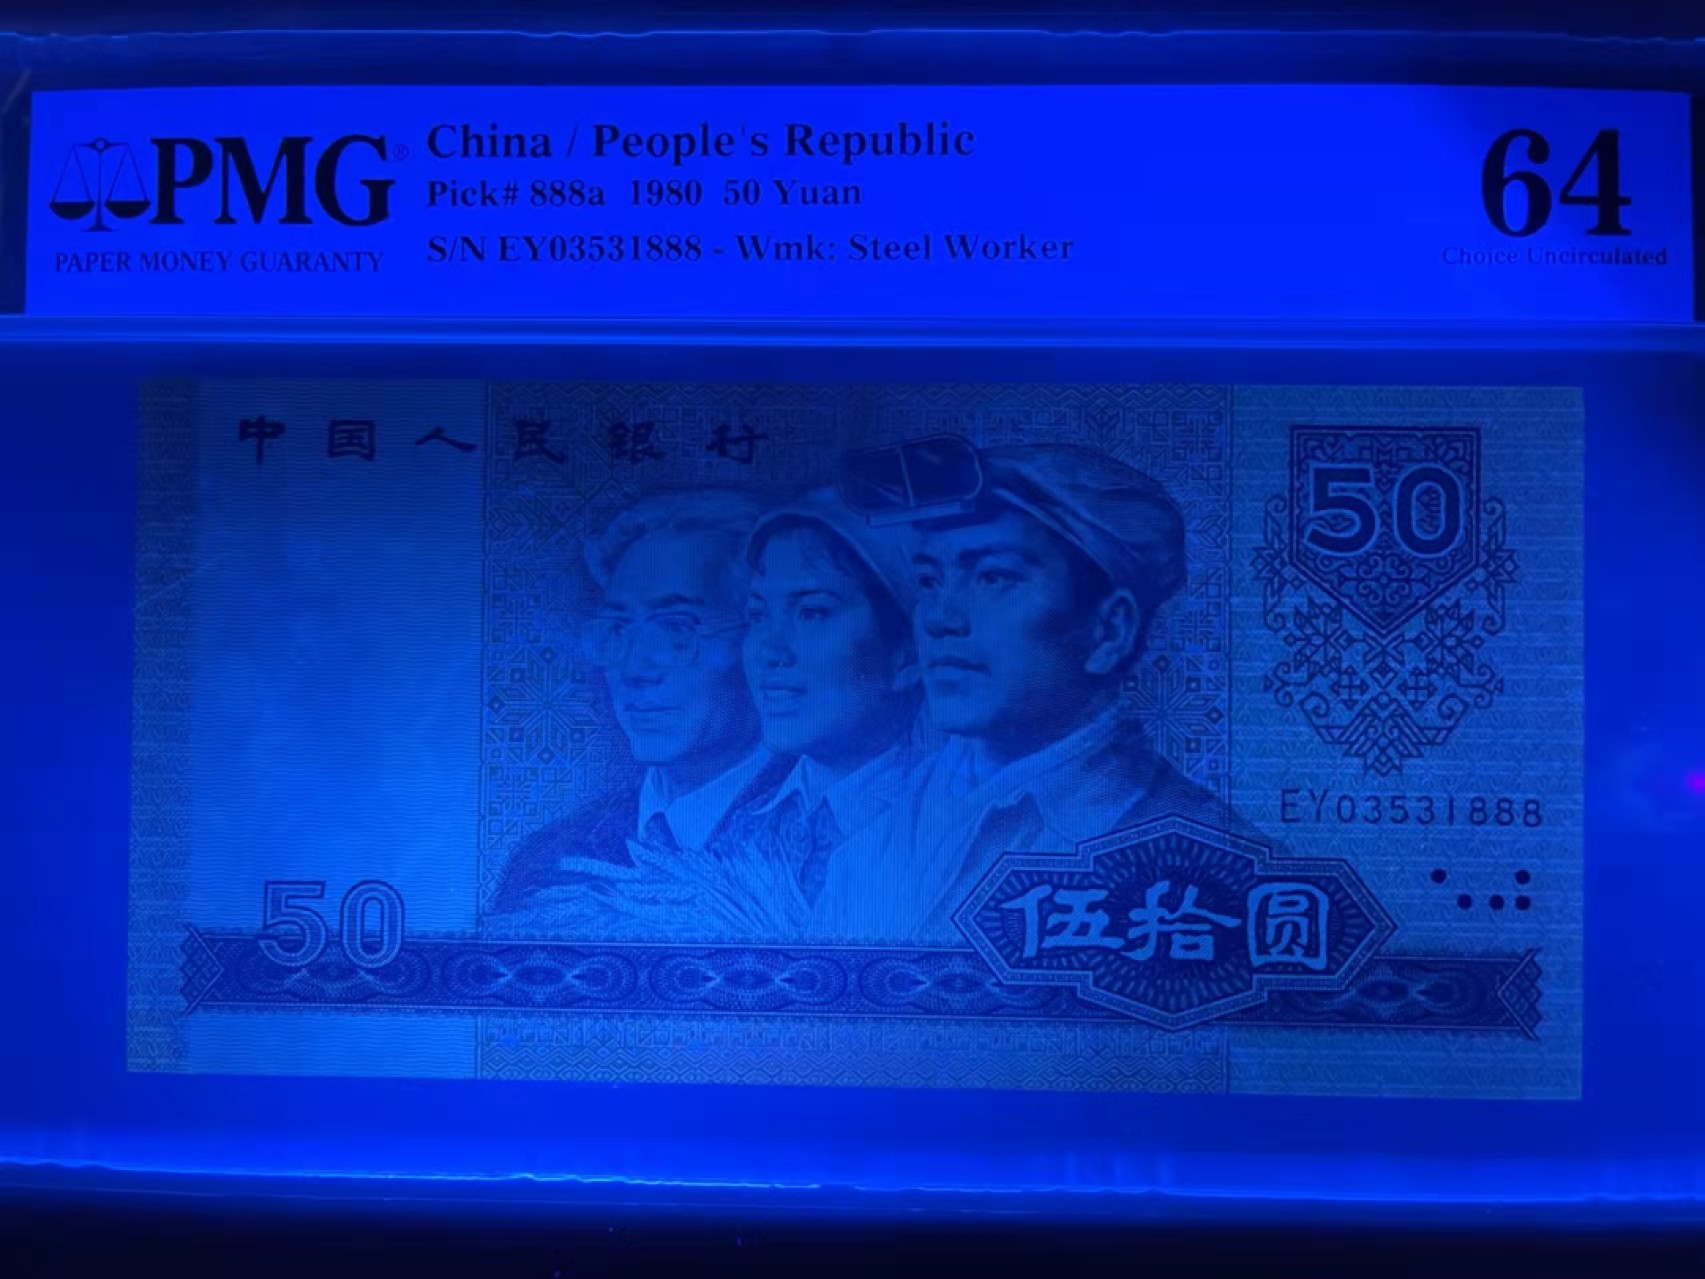 PMG®
PAPER MONEY GUARANTY
China / People's Republic
Pick# 888a 1980 50 Yuan
S/N EY03531888 - Wmk: Steel Worker
64
Choice Uncirculated
中国人民银行
50
EY03531888
50
伍拾圆